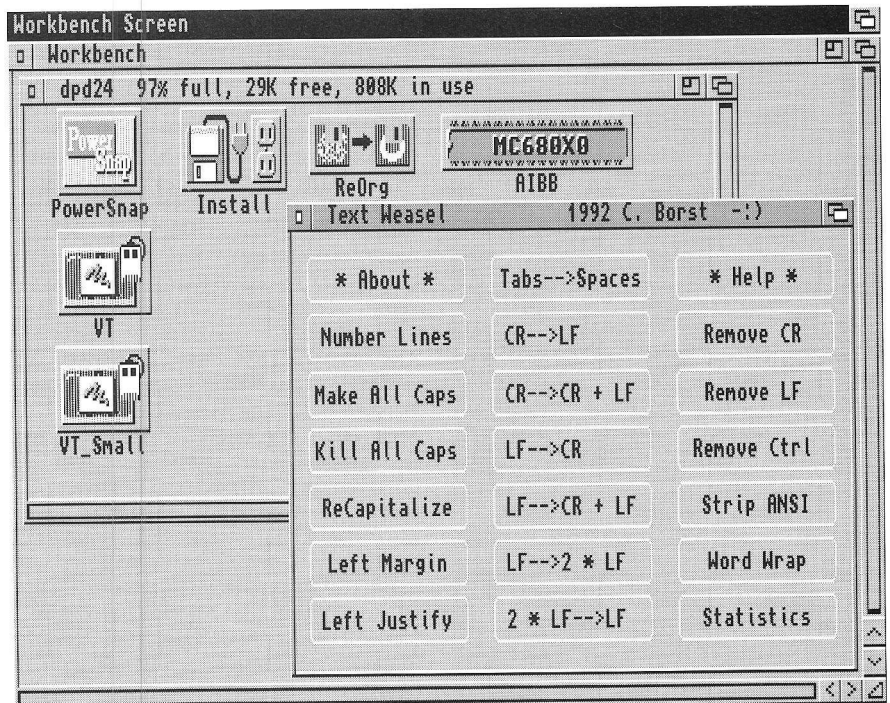 Workbench Screen
Workbench
dpd24 97% full, 29K free, 808K in use
Power
Snap
MC680X0
PowerSnap
Install
ReOrg
AIBB
VT
VT_Small
Text Weasel 1992 C. Borst -:)
* About * Tabs-->Spaces * Help *
Number Lines CR-->LF Remove CR
Make All Caps CR-->CR + LF Remove LF
Kill All Caps LF-->CR Remove Ctrl
ReCapitalize LF-->CR + LF Strip ANSI
Left Margin LF-->2 * LF Word Wrap
Left Justify 2 * LF-->LF Statistics